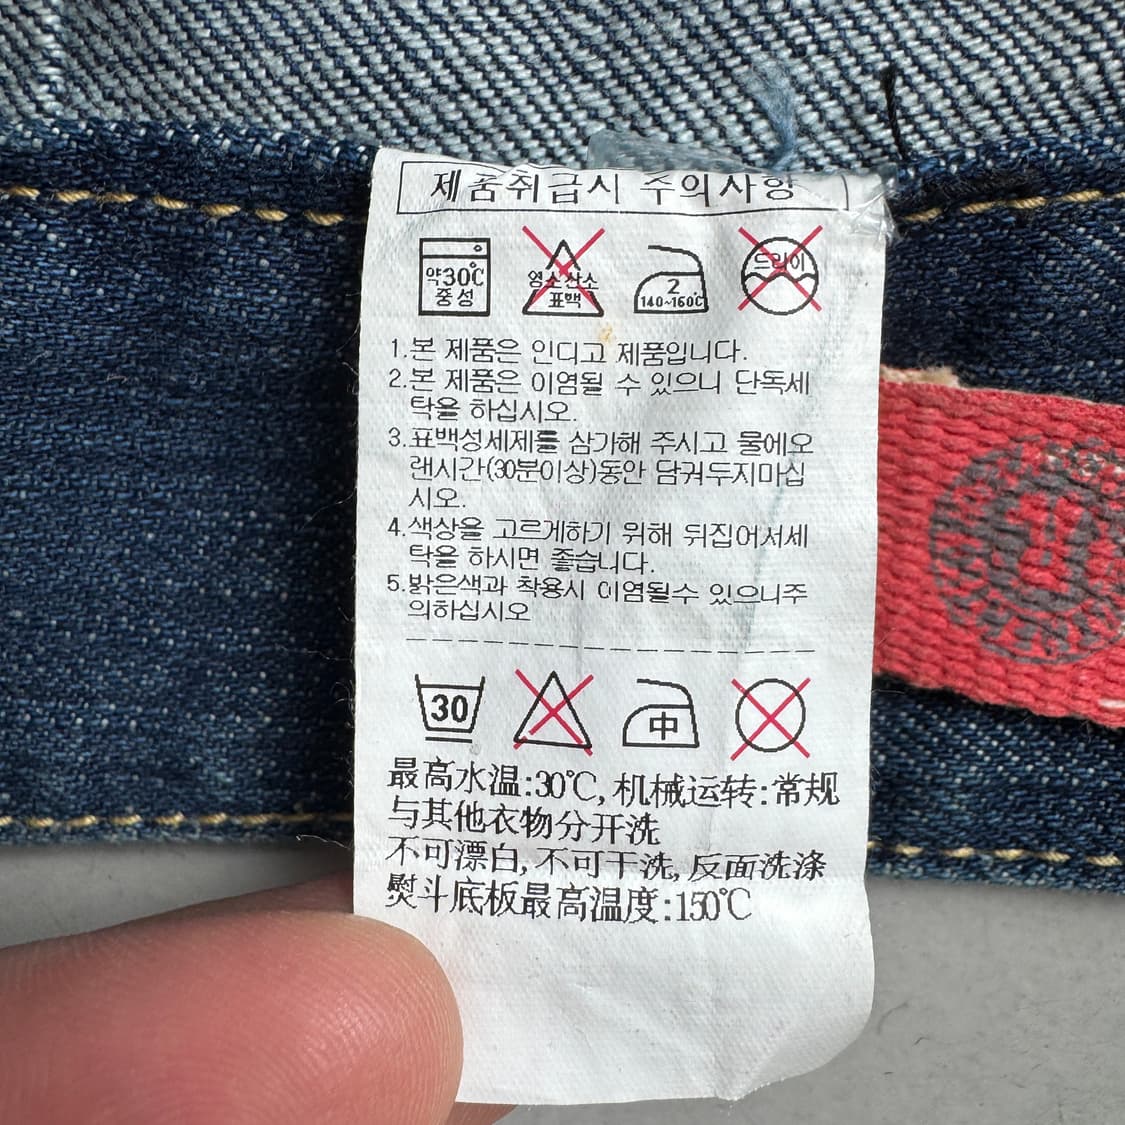 제품취급시 주의사항
약30℃
중성
염소산소
표백
2
140~160℃
드라이
1.본 제품은 인디고 제품입니다.
2.본 제품은 이염될 수 있으니 단독세
탁을 하십시오.
3.표백성세제를 삼가해 주시고 물에오
랜시간(30분이상)동안 담궈두지마십
시오.
4.색상을 고르게하기 위해 뒤집어서세
탁을 하시면 좋습니다.
5.밝은색과 착용시 이염될수 있으니주
의하십시오
30
中
最高水温:30℃, 机械运转:常规
与其他衣物分开洗
不可漂白, 不可干洗, 反面洗涤
熨斗底板最高温度:150℃